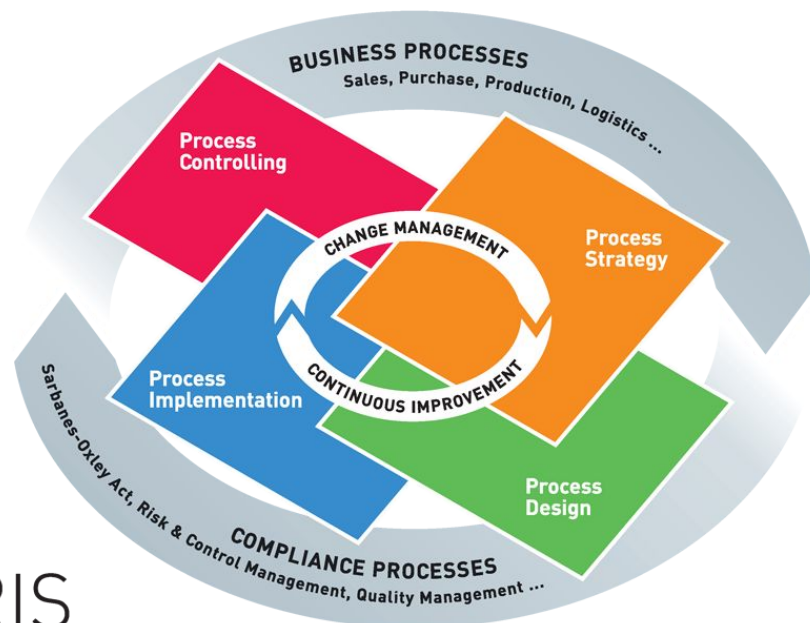 BUSINESS PROCESSES
Sales, Purchase, Production, Logistics ...
Process
Controlling
Process
Strategy
CHANGE MANAGEMENT
CONTINUOUS IMPROVEMENT
Process
Implementation
Process
Design
COMPLIANCE PROCESSES
Sarbanes-Oxley Act, Risk & Control Management, Quality Management ...
RIS